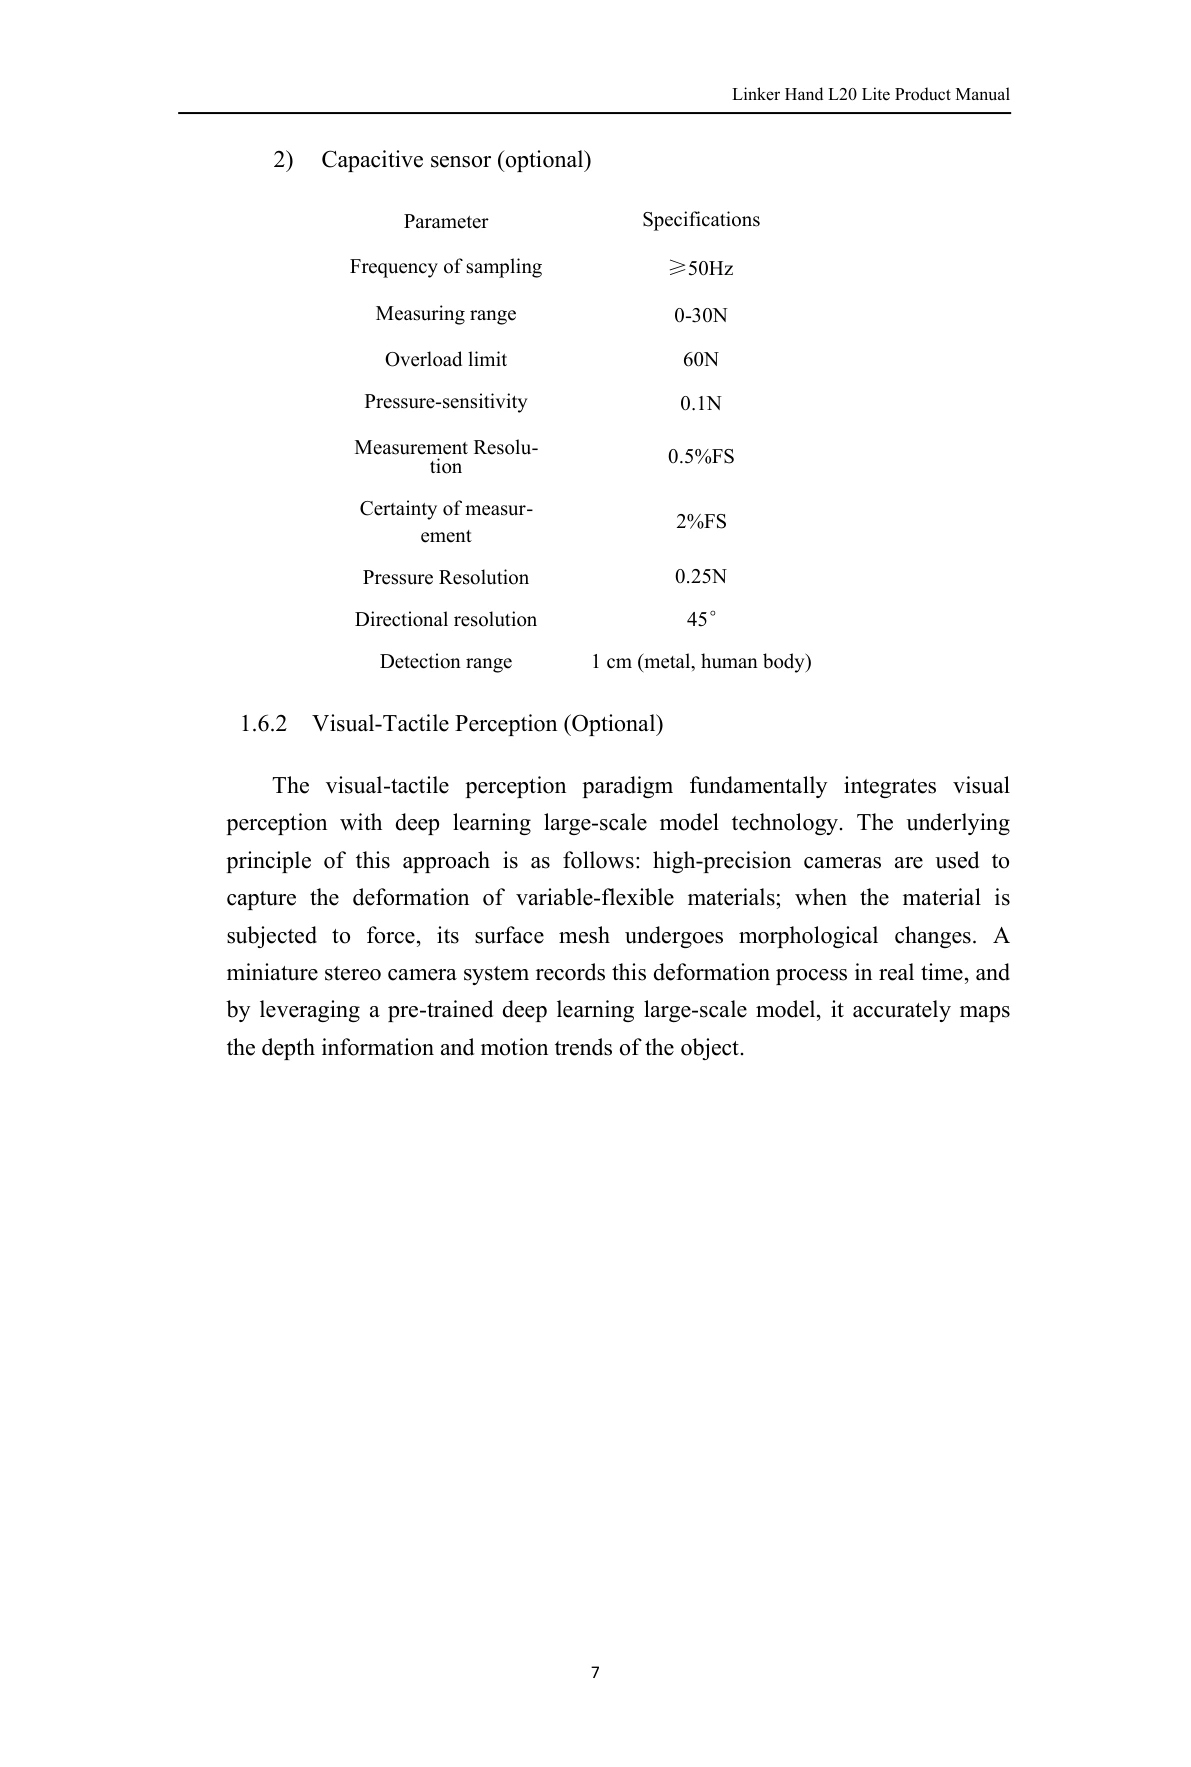 Linker Hand L20 Lite Product Manual
2) Capacitive sensor (optional)
Parameter Specifications
Frequency of sampling ≥50Hz
Measuring range 0-30N
Overload limit 60N
Pressure-sensitivity 0.1N
Measurement Resolu-
tion 0.5%FS
Certainty of measur-
ement 2%FS
Pressure Resolution 0.25N
Directional resolution 45°
Detection range 1 cm (metal, human body)
1.6.2 Visual-Tactile Perception (Optional)
The visual-tactile perception paradigm fundamentally integrates visual
perception with deep learning large-scale model technology. The underlying
principle of this approach is as follows: high-precision cameras are used to
capture the deformation of variable-flexible materials; when the material is
subjected to force, its surface mesh undergoes morphological changes. A
miniature stereo camera system records this deformation process in real time, and
by leveraging a pre-trained deep learning large-scale model, it accurately maps
the depth information and motion trends of the object.
7